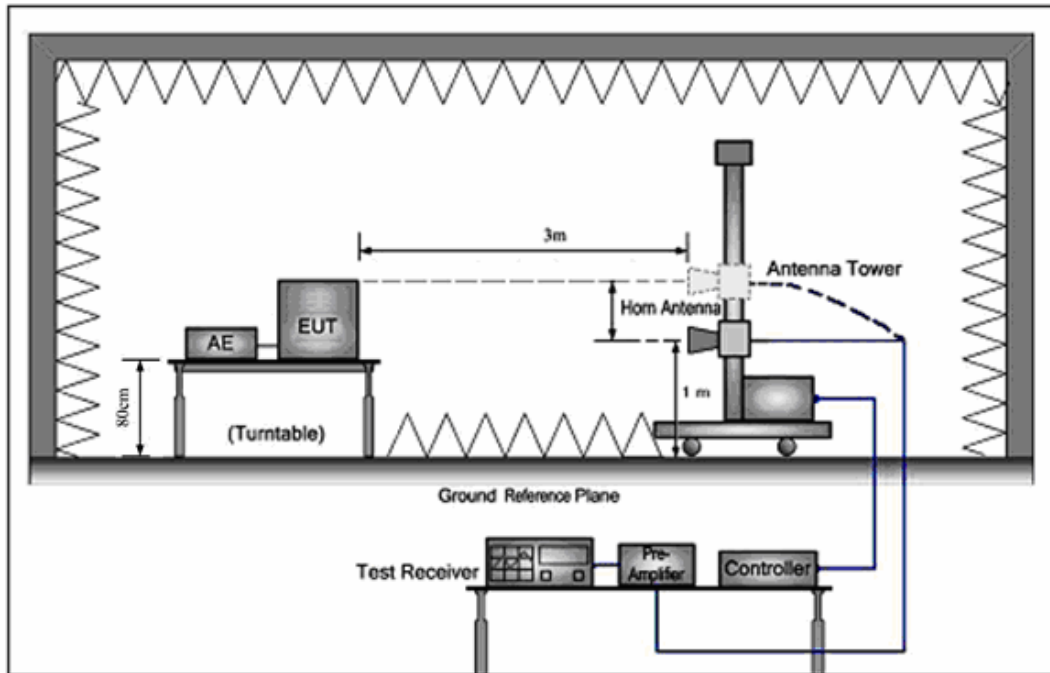 3m
Antenna Tower
Horn Antenna
EUT
AE
1 m
80cm
(Turntable)
Ground Reference Plane
Test Receiver
Pre-
Amplifier
Controller